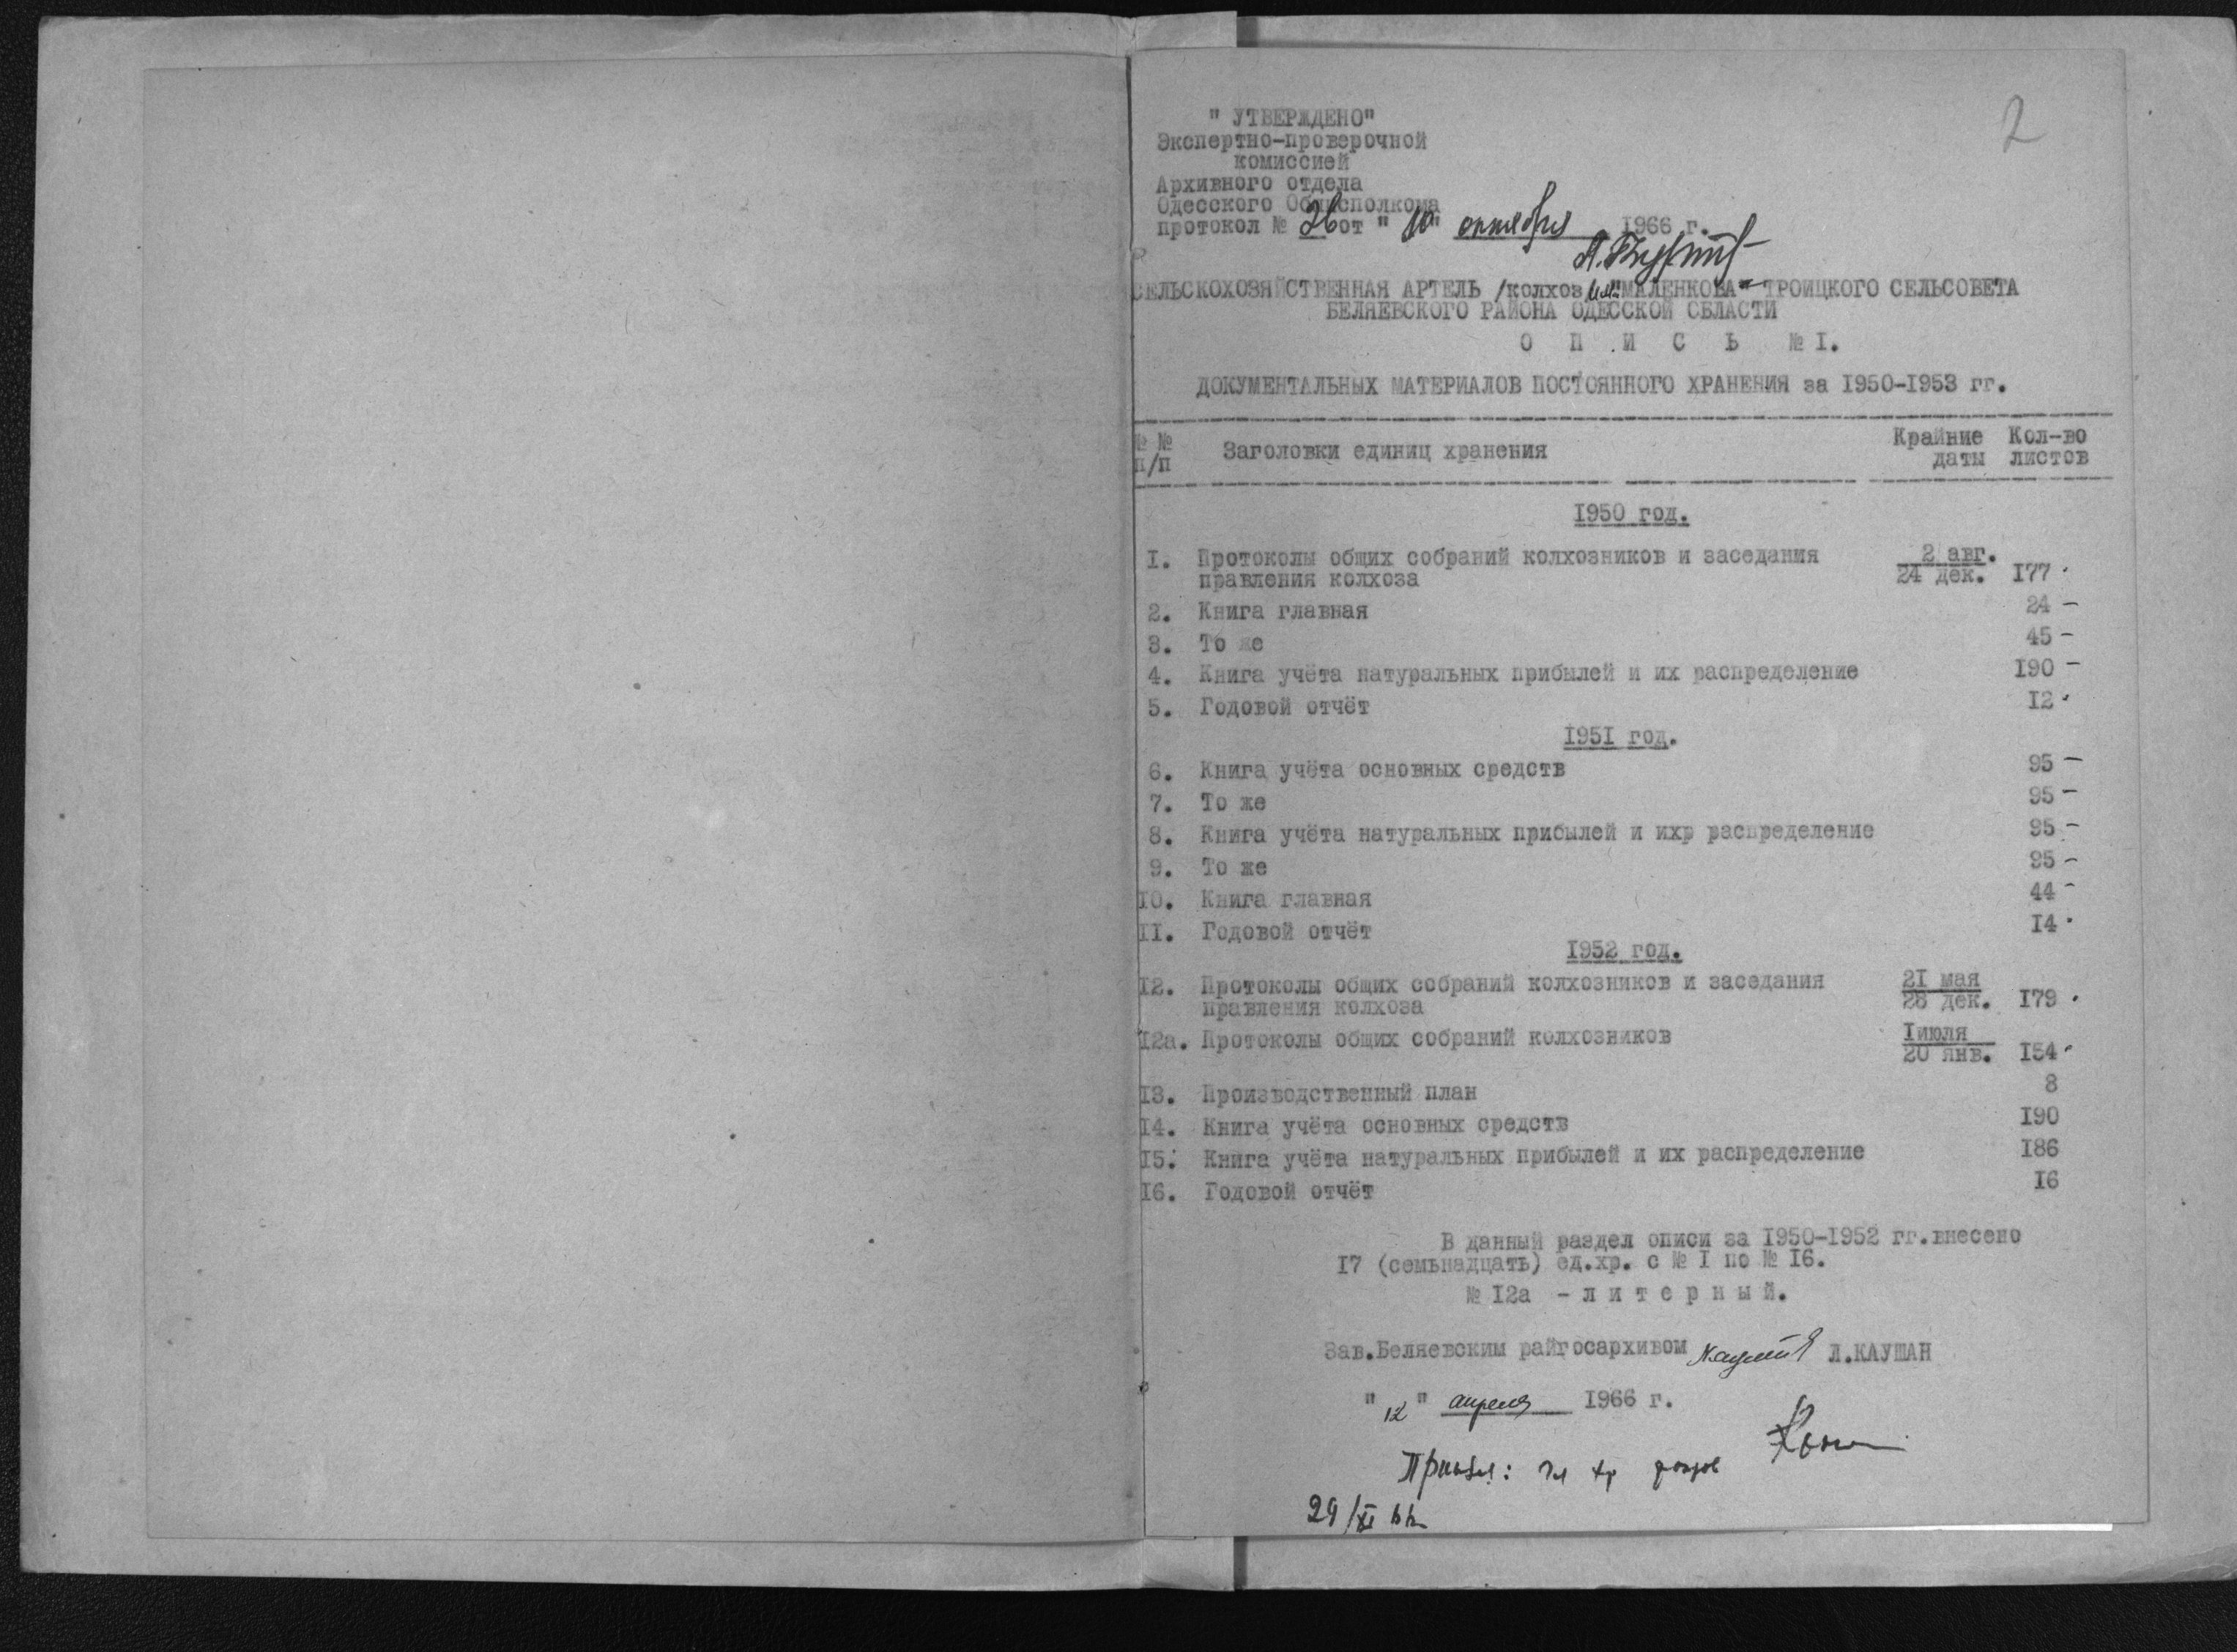 2
" УТВЕРЖДЕНО"
Экспертно-проверочной
комиссией
Архивного отдела
Одесского Облисполкома
протокол № 26 от " 10" октября 1966 г.
СЕЛЬСКОХОЗЯЙСТВЕННАЯ АРТЕЛЬ /колхоз им."МАЛЕНКОВА" ТРОИЦКОГО СЕЛЬСОВЕТА
БЕЛЯЕВСКОГО РАЙОНА ОДЕССКОЙ ОБЛАСТИ
О П И С Ь № I.
ДОКУМЕНТАЛЬНЫХ МАТЕРИАЛОВ ПОСТОЯННОГО ХРАНЕНИЯ за I950-I953 гг.
№ № п/п Заголовки единиц хранения Крайние даты Кол-во листов
I950 год.
I. Протоколы общих собраний колхозников и заседания 2 авг.
правления колхоза 24 дек. I77
2. Книга главная 24 -
3. То же 45 -
4. Книга учёта натуральных прибылей и их распределение I90 -
5. Годовой отчёт I2
I95I год.
6. Книга учёта основных средств 95 -
7. То же 95 -
8. Книга учёта натуральных прибылей и ихр распределение 95 -
9. То же 95 -
I0. Книга главная 44 -
II. Годовой отчёт I4
I952 год.
I2. Протоколы общих собраний колхозников и заседания 2I мая
правления колхоза 28 дек. I79
I2а. Протоколы общих собраний колхозников Iиюля
20 янв. I54
I3. Производственный план 8
I4. Книга учёта основных средств I90
I5. Книга учёта натуральных прибылей и их распределение I86
I6. Годовой отчёт I6
В данный раздел описи за I950-I952 гг.внесено
I7 (семьнадцать) ед.хр. с № I по № I6.
№ I2а - л и т е р н ы й.
Зав.Беляевским райгосархивом Л.КАУШАН
" 12 " апреля I966 г.
29/XI 66